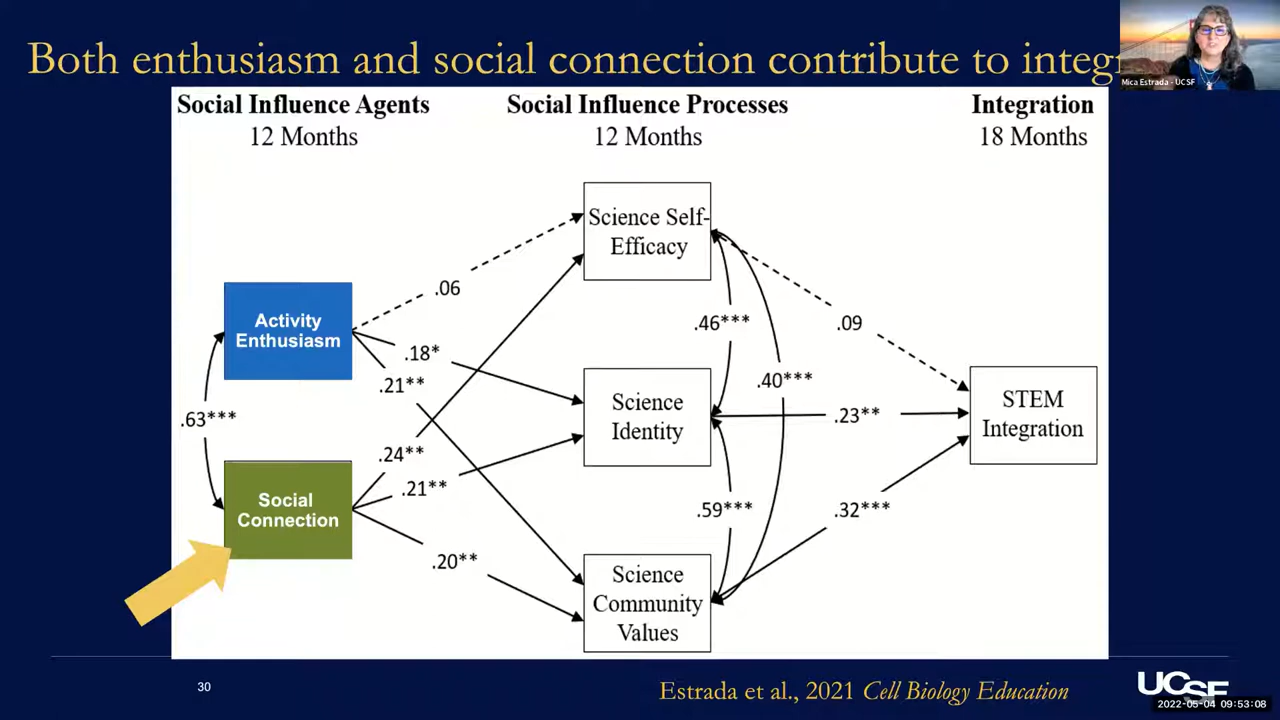 Both enthusiasm and social connection contribute to integ
Mica Estrada - UCSF
Social Influence Agents
12 Months
Social Influence Processes
12 Months
Integration
18 Months
Science Self-
Efficacy
.06
Activity
Enthusiasm
.18*
.21**
.46***
.09
.40***
.63***
Science
Identity
.23**
STEM
Integration
.24**
.21**
Social
Connection
.59***
.32***
.20**
Science
Community
Values
30
Estrada et al., 2021 Cell Biology Education
UCSF
2022-05-04 09:53:08